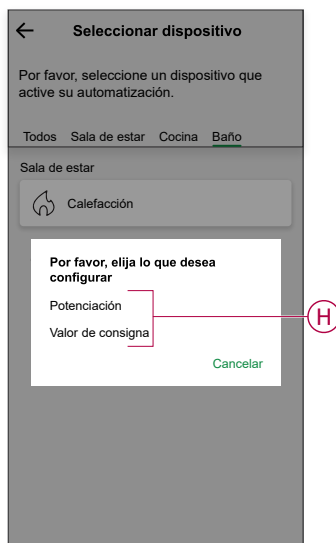 Seleccionar dispositivo
Por favor, seleccione un dispositivo que
active su automatización.
Todos Sala de estar Cocina Baño
Sala de estar
Calefacción
Por favor, elija lo que desea
configurar
Potenciación
Valor de consigna
H
Cancelar